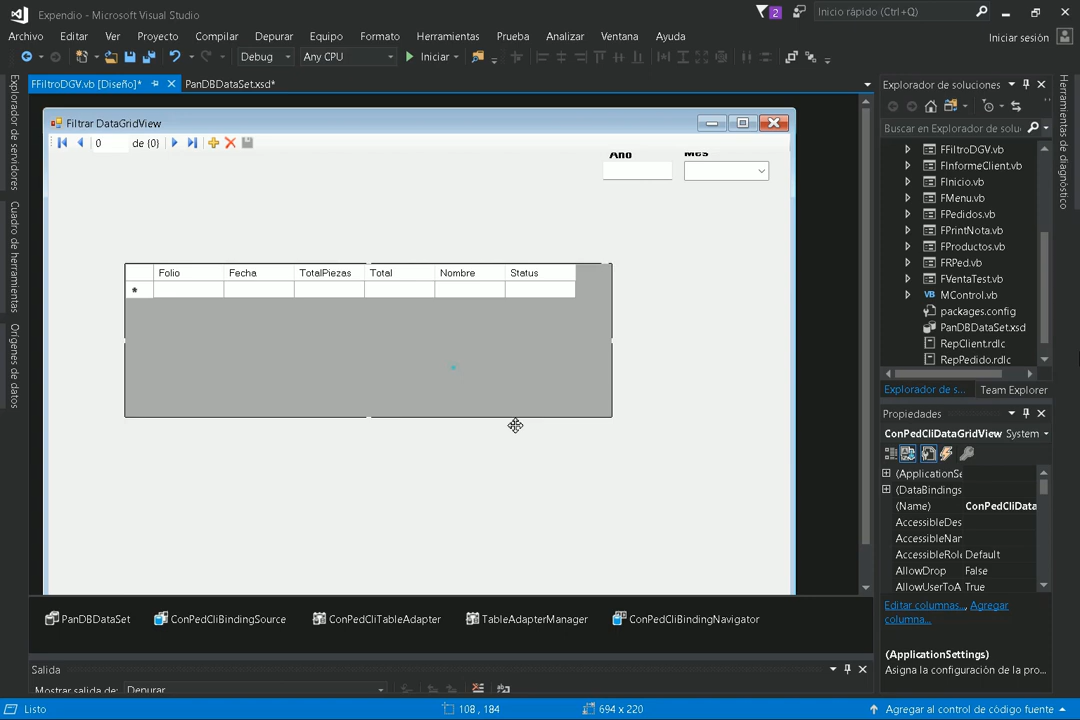 Expendio - Microsoft Visual Studio
2
Inicio rápido (Ctrl+Q)
Archivo Editar Ver Proyecto Compilar Depurar Equipo Formato Herramientas Prueba Analizar Ventana Ayuda
Iniciar sesión
Debug Any CPU Iniciar
FFiltroDGV.vb [Diseño]* PanDBDataSet.xsd*
Explorador de servidores
Cuadro de herramientas
Orígenes de datos
Filtrar DataGridView
0 de {0}
Año Mes
Folio Fecha TotalPiezas Total Nombre Status
*
PanDBDataSet ConPedCliBindingSource ConPedCliTableAdapter TableAdapterManager ConPedCliBindingNavigator
Salida
Mostrar salida de: Depurar
Explorador de soluciones
Buscar en Explorador de solu
FFiltroDGV.vb
FInformeClient.vb
FInicio.vb
FMenu.vb
FPedidos.vb
FPrintNota.vb
FProductos.vb
FRPed.vb
FVentaTest.vb
VB MControl.vb
packages.config
PanDBDataSet.xsd
RepClient.rdlc
RepPedido.rdlc
Explorador de s... Team Explorer
Herramientas de diagnóstico
Propiedades
ConPedCliDataGridView System
(ApplicationSe
(DataBindings
(Name) ConPedCliData
AccessibleDes
AccessibleNar
AccessibleRole Default
AllowDrop False
AllowUserToA True
Editar columnas..., Agregar
columna...
(ApplicationSettings)
Asigna la configuración de la pro...
Listo 108 , 184 694 x 220 Agregar al control de código fuente